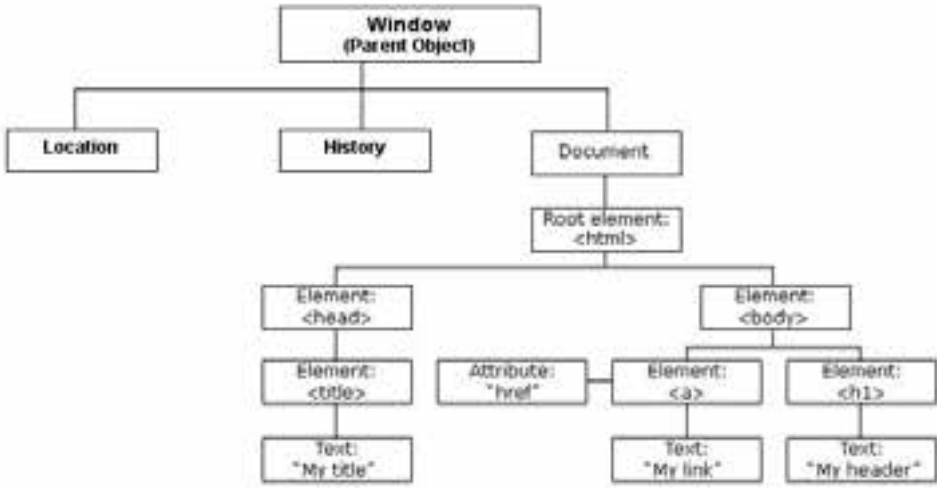 Window
(Parent Object)
Location
History
Document
Root element:
<html>
Element:
<head>
Element:
<body>
Element:
<title>
Attribute:
"href"
Element:
<a>
Element:
<h1>
Text:
"My title"
Text:
"My link"
Text:
"My header"